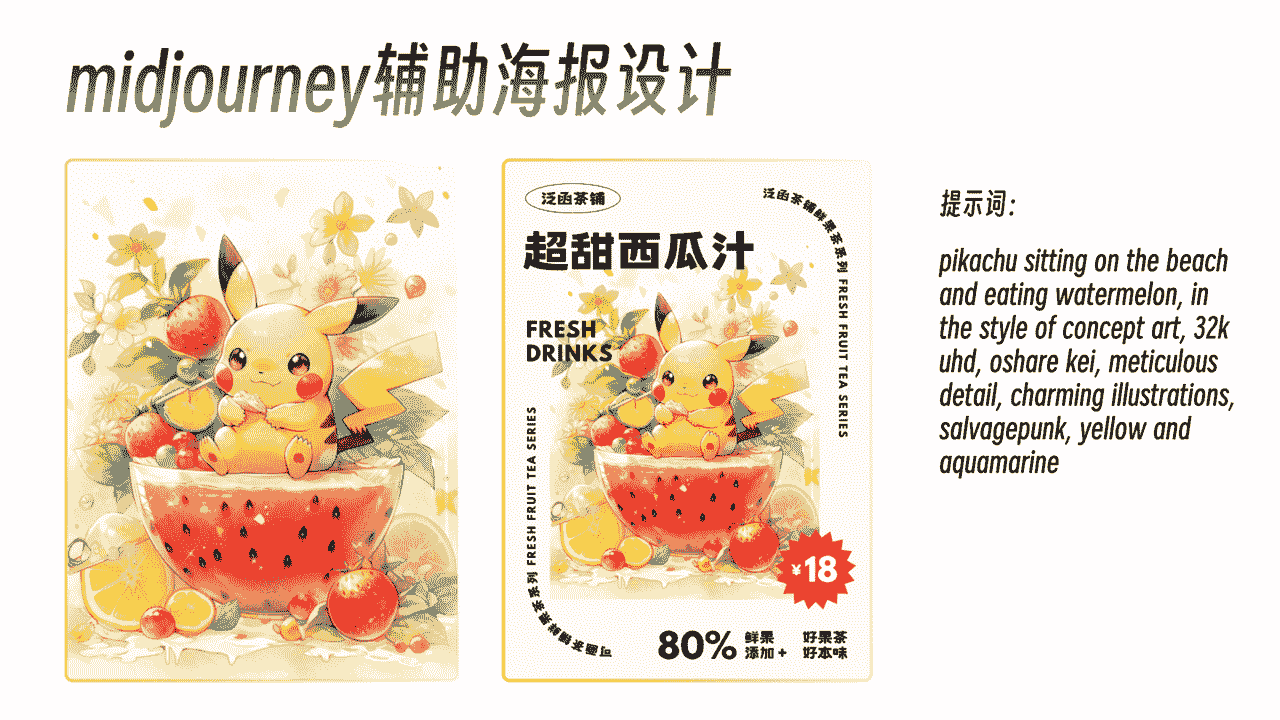 midjourney辅助海报设计
泛函茶铺
泛函茶铺鲜果茶系列 FRESH FRUIT TEA SERIES
超甜西瓜汁
FRESH
DRINKS
茶铺鲜果茶系列 FRESH FRUIT TEA SERIES
¥18
80%
鲜果
添加+
好果茶
好本味
提示词:
pikachu sitting on the beach
and eating watermelon, in
the style of concept art, 32k
uhd, oshare kei, meticulous
detail, charming illustrations,
salvagepunk, yellow and
aquamarine